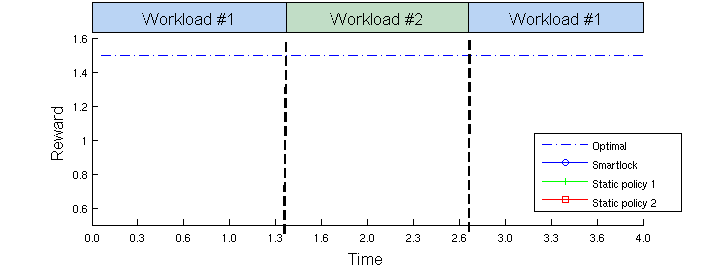 Workload #1 Workload #2 Workload #1
1.6
1.4
1.2
1
0.8
0.6
Reward
Optimal
Smartlock
Static policy 1
Static policy 2
0.0 0.3 0.6 1.0 1.3 1.6 2.0 2.3 2.6 3.0 3.3 3.6 4.0
Time